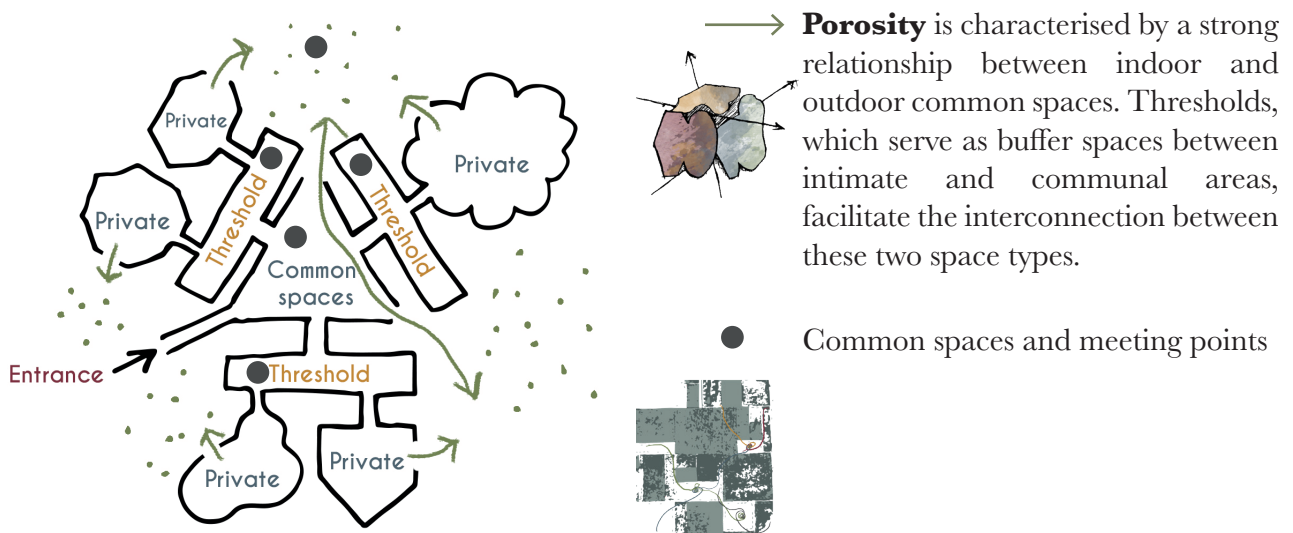 Private
Private
Private
Threshold
Threshold
Common
spaces
Entrance
Threshold
Private
Private
Porosity is characterised by a strong
relationship between indoor and
outdoor common spaces. Thresholds,
which serve as buffer spaces between
intimate and communal areas,
facilitate the interconnection between
these two space types.
Common spaces and meeting points